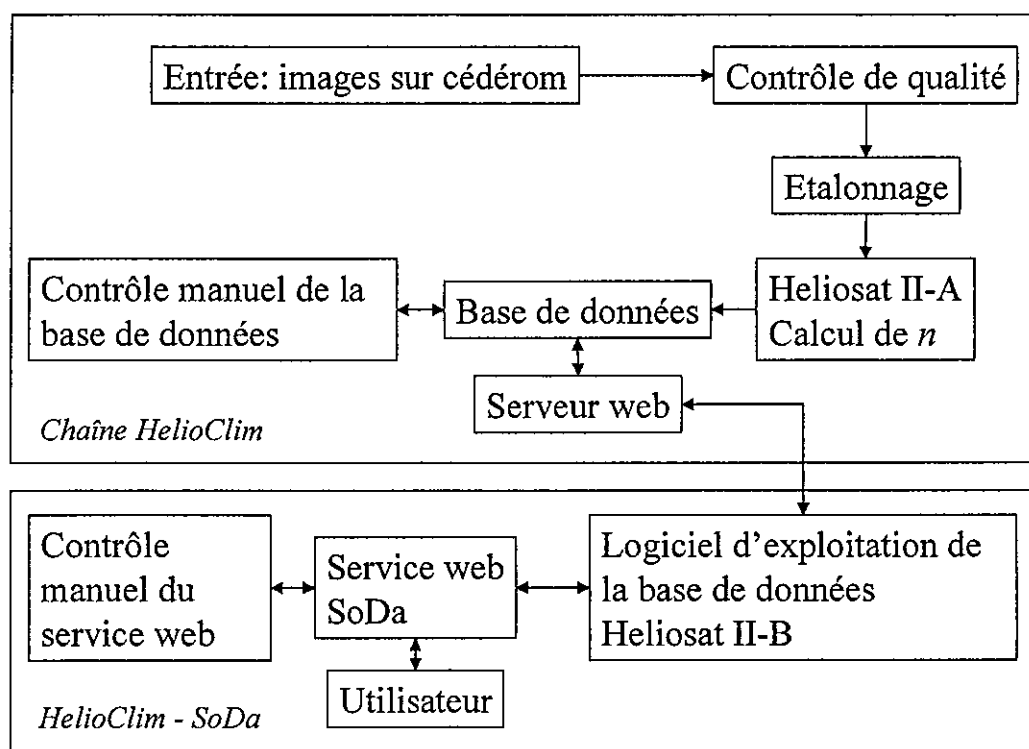 Entrée: images sur cédérom
Contrôle de qualité
Etalonnage
Heliosat II-A
Calcul de n
Base de données
Contrôle manuel de la
base de données
Serveur web
Chaîne HelioClim
Contrôle
manuel du
service web
Service web
SoDa
Logiciel d'exploitation de
la base de données
Heliosat II-B
Utilisateur
HelioClim - SoDa